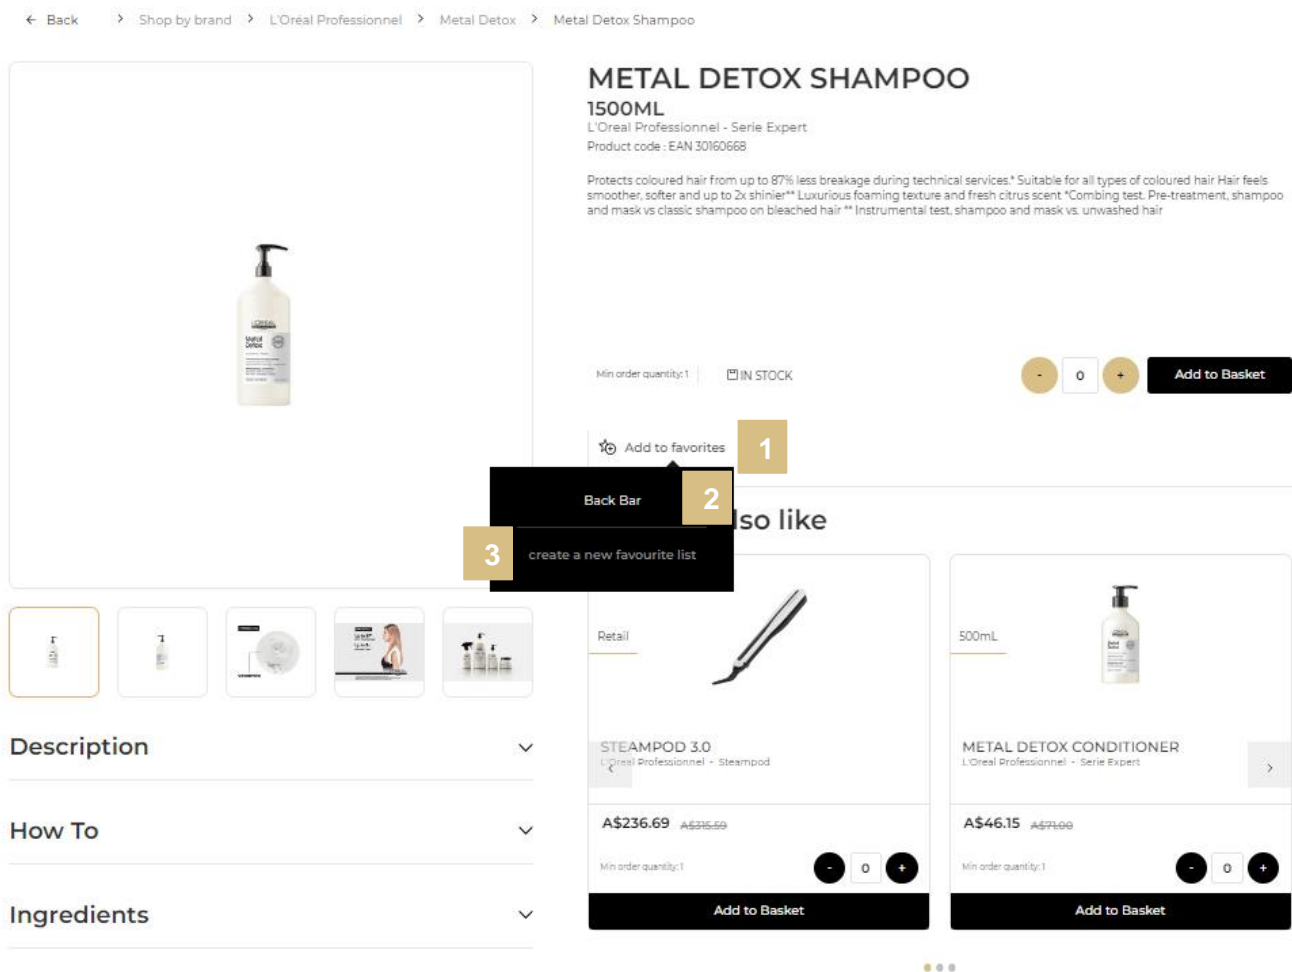 ← Back > Shop by brand > L'Oréal Professionnel > Metal Detox > Metal Detox Shampoo
METAL DETOX SHAMPOO
1500ML
L'Oreal Professionnel - Serie Expert
Product code : EAN 30160668
Protects coloured hair from up to 87% less breakage during technical services.* Suitable for all types of coloured hair Hair feels
smoother, softer and up to 2x shinier** Luxurious foaming texture and fresh citrus scent *Combing test. Pre-treatment, shampoo
and mask vs classic shampoo on bleached hair ** Instrumental test, shampoo and mask vs. unwashed hair
L'ORÉAL
Metal
Detox
Min order quantity: 1
IN STOCK
- 0 +
Add to Basket
Add to favorites
1
Back Bar
2
3
create a new favourite list
lso like
Retail
STEAMPOD 3.0
L'Oreal Professionnel - Steampod
A$236.69 A$315.59
Min order quantity: 1
- 0 +
Add to Basket
500mL
METAL DETOX CONDITIONER
L'Oreal Professionnel - Serie Expert
A$46.15 A$71.00
Min order quantity: 1
- 0 +
Add to Basket
Description
How To
Ingredients